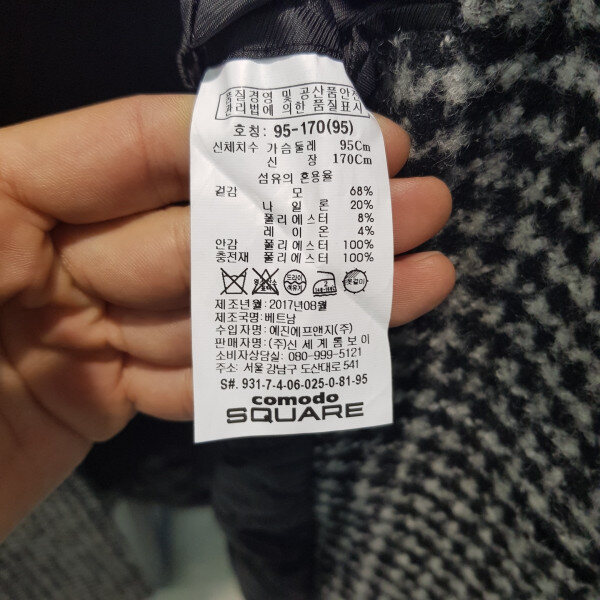 품질경영 및 공산품안전
관리법에 의한 품질표시
호칭: 95-170(95)
신체치수 가슴둘레 95Cm
신 장 170Cm
섬유의 혼용율
겉감 모 68%
나 일 론 20%
폴리에스터 8%
레 이 온 4%
안감 폴리에스터 100%
충전재 폴리에스터 100%
드라이
옷걸이
제조년월: 2017년08월
제조국명: 베트남
수입자명: 예진에프앤지(주)
판매자명: (주)신세계톰보이
소비자상담실: 080-999-5121
주소: 서울 강남구 도산대로 541
S#. 931-7-4-06-025-0-81-95
comodo
SQUARE